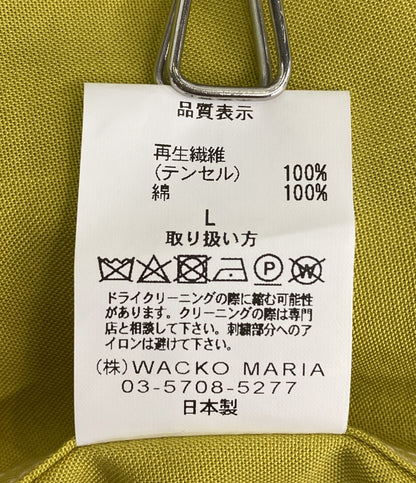 品質表示
再生繊維
(テンセル) 100%
綿 100%
L
取り扱い方
P W
ドライクリーニングの際に縮む可能性
があります。クリーニングの際は専門
店と相談して下さい。刺繍部分へのア
イロンは避けて下さい。
(株) WACKO MARIA
03-5708-5277
日本製